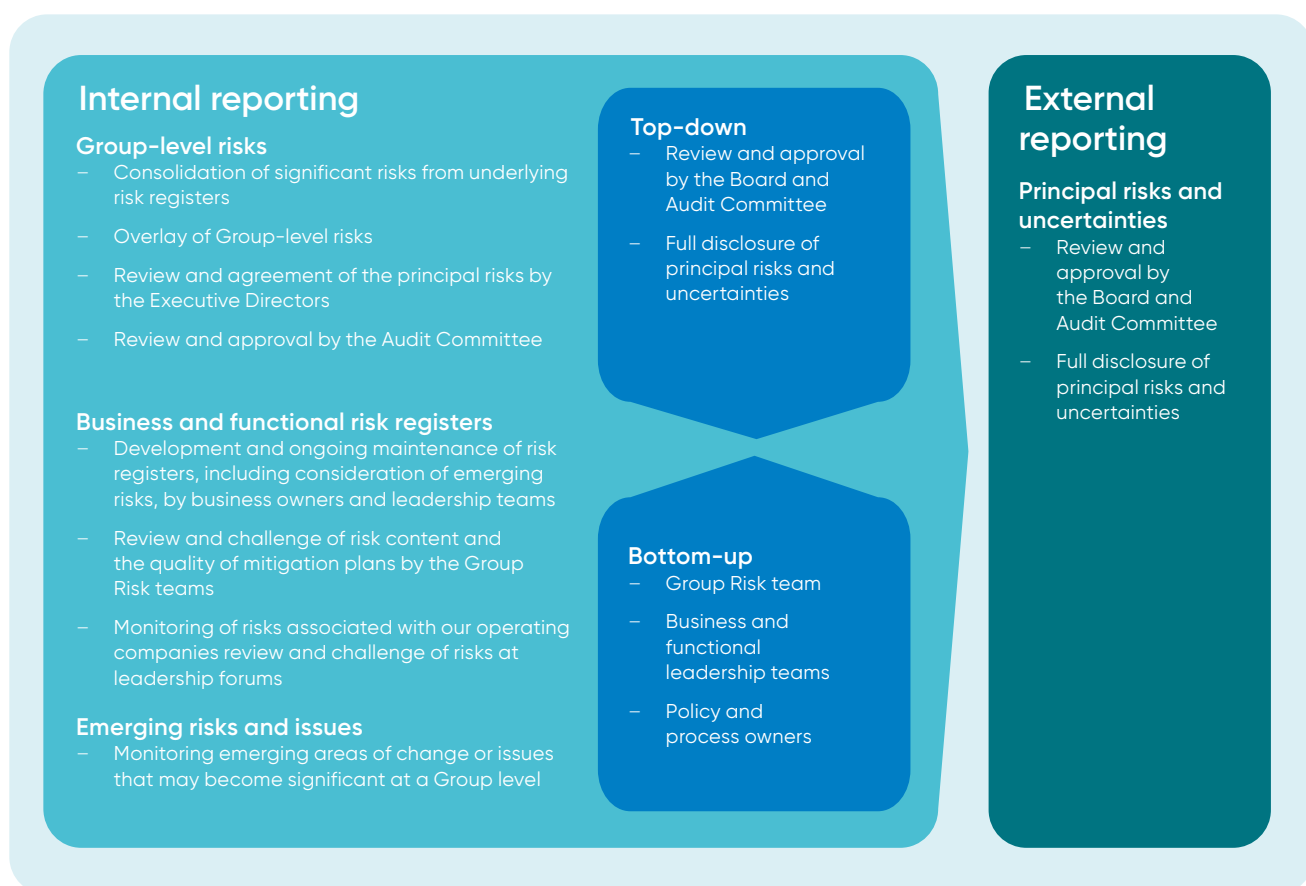 Internal reporting
Group-level risks
– Consolidation of significant risks from underlying
risk registers
– Overlay of Group-level risks
– Review and agreement of the principal risks by
the Executive Directors
– Review and approval by the Audit Committee
Business and functional risk registers
– Development and ongoing maintenance of risk
registers, including consideration of emerging
risks, by business owners and leadership teams
– Review and challenge of risk content and
the quality of mitigation plans by the Group
Risk teams
– Monitoring of risks associated with our operating
companies review and challenge of risks at
leadership forums
Emerging risks and issues
– Monitoring emerging areas of change or issues
that may become significant at a Group level
Top-down
– Review and approval
by the Board and
Audit Committee
– Full disclosure of
principal risks and
uncertainties
Bottom-up
– Group Risk team
– Business and
functional
leadership teams
– Policy and
process owners
External
reporting
Principal risks and
uncertainties
– Review and
approval by
the Board and
Audit Committee
– Full disclosure of
principal risks and
uncertainties